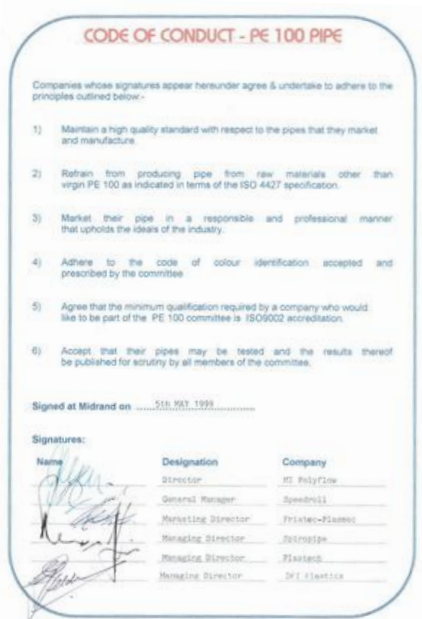 CODE OF CONDUCT - PE 100 PIPE
Companies whose signatures appear hereunder agree & undertake to adhere to the
principles outlined below:-
1) Maintain a high quality standard with respect to the pipes that they market
and manufacture.
2) Refrain from producing pipe from raw materials other than
virgin PE 100 as indicated in terms of the ISO 4427 specification.
3) Market their pipe in a responsible and professional manner
that upholds the ideals of the industry.
4) Adhere to the code of colour identification accepted and
prescribed by the committee.
5) Agree that the minimum qualification required by a company who would
like to be part of the PE 100 committee is ISO9002 accreditation.
6) Accept that their pipes may be tested and the results thereof
be published for scrutiny by all members of the committee.
Signed at Midrand on 5th MAY 1999
Signatures:
Name Designation Company
Director MI Polyflow
General Manager Speedroll
Marketing Director
Managing Director Spiropipe
Managing Director Plastech
Managing Director